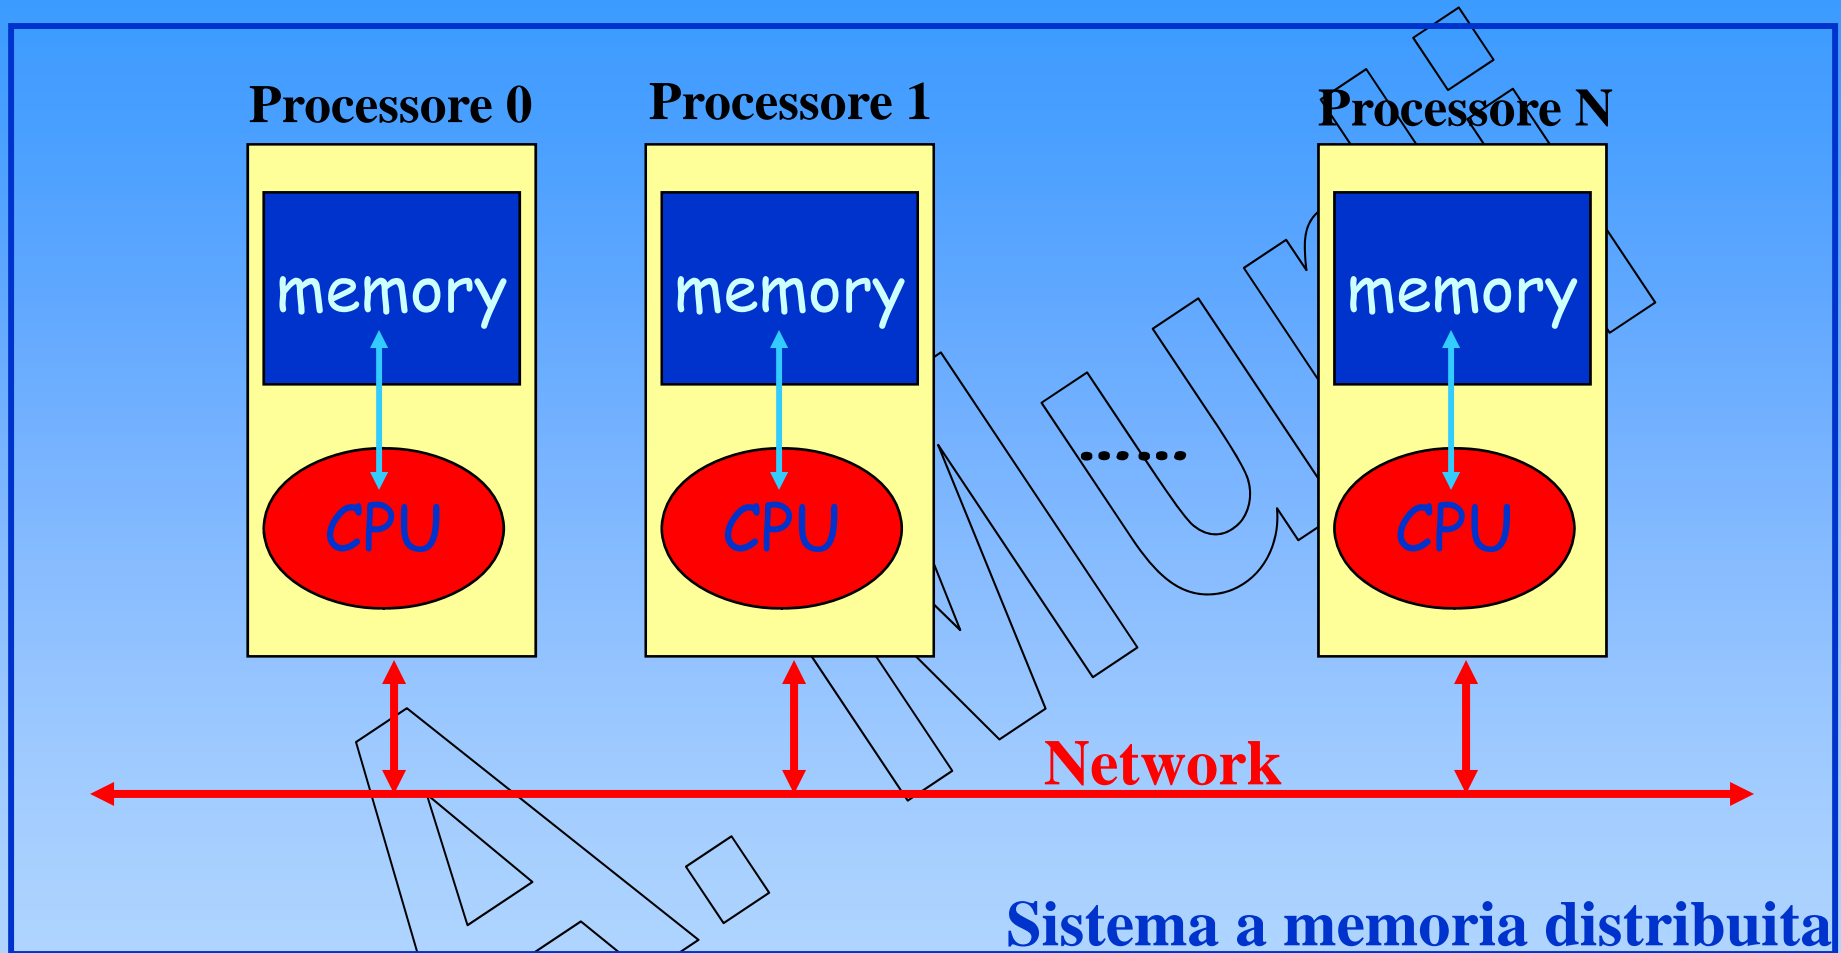 Processore 0
Processore 1
Processore N
memory
memory
memory
.....
CPU
CPU
CPU
Network
Sistema a memoria distribuita